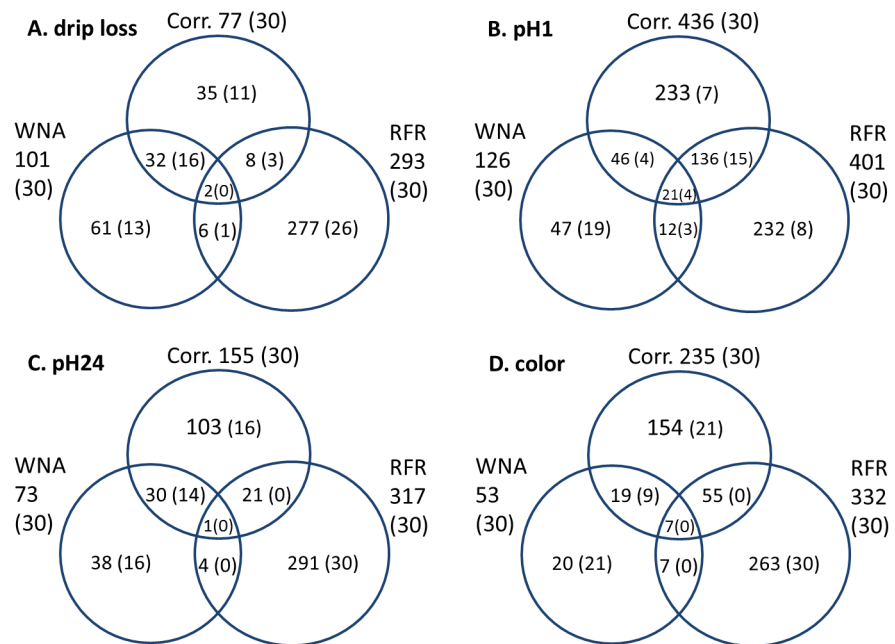 A. drip loss
Corr. 77 (30)
35 (11)
WNA
101
(30)
RFR
293
(30)
32 (16)
8 (3)
2(0)
61 (13)
6 (1)
277 (26)
B. pH1
Corr. 436 (30)
233 (7)
WNA
126
(30)
RFR
401
(30)
46 (4)
136 (15)
21(4)
47 (19)
12(3)
232 (8)
C. pH24
Corr. 155 (30)
103 (16)
WNA
73
(30)
RFR
317
(30)
30 (14)
21 (0)
1(0)
38 (16)
4 (0)
291 (30)
D. color
Corr. 235 (30)
154 (21)
WNA
53
(30)
RFR
332
(30)
19 (9)
55 (0)
7(0)
20 (21)
7 (0)
263 (30)